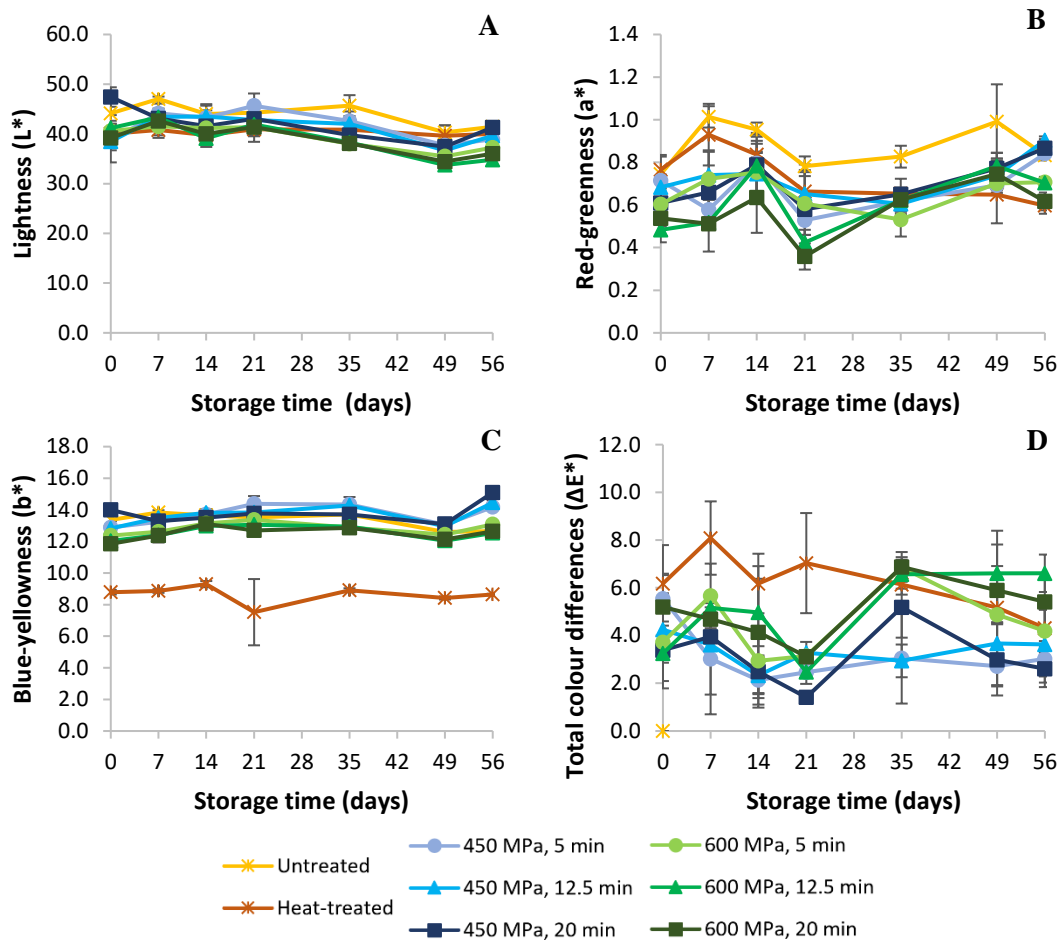 A
60.0
50.0
40.0
30.0
20.0
10.0
0.0
0 7 14 21 28 35 42 49 56
Lightness (L*)
Storage time (days)
B
1.4
1.2
1.0
0.8
0.6
0.4
0.2
0.0
0 7 14 21 28 35 42 49 56
Red-greenness (a*)
Storage time (days)
C
18.0
16.0
14.0
12.0
10.0
8.0
6.0
4.0
2.0
0.0
0 7 14 21 28 35 42 49 56
Blue-yellowness (b*)
Storage time (days)
D
12.0
10.0
8.0
6.0
4.0
2.0
0.0
0 7 14 21 28 35 42 49 56
Total colour differences (ΔE*)
Storage time (days)
Untreated
Heat-treated
450 MPa, 5 min
450 MPa, 12.5 min
450 MPa, 20 min
600 MPa, 5 min
600 MPa, 12.5 min
600 MPa, 20 min